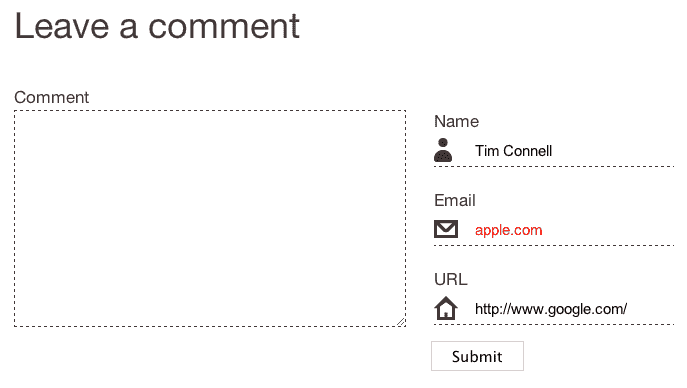 Leave a comment
Comment
Name
Tim Connell
Email
apple.com
URL
http://www.google.com/
Submit